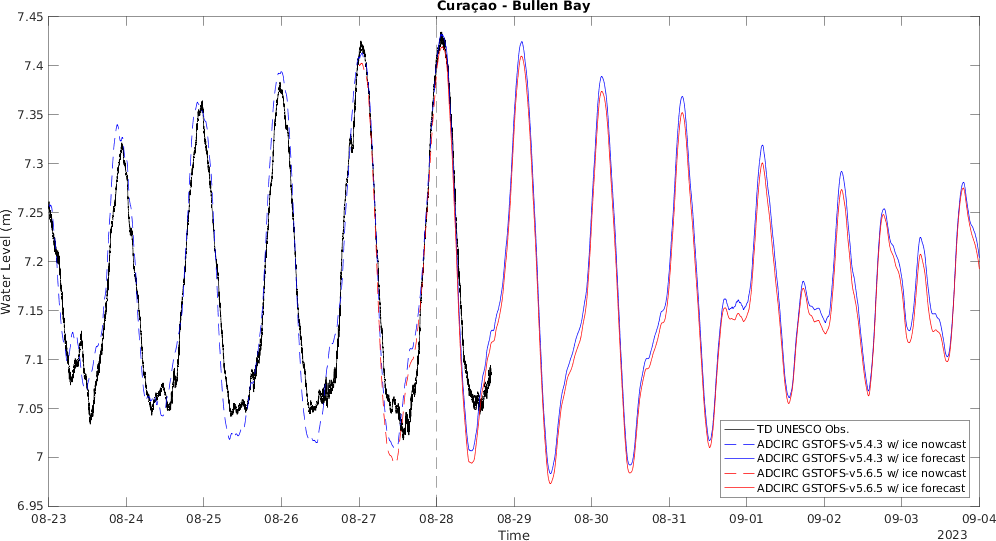 Curaçao - Bullen Bay
7.45
7.4
7.35
7.3
7.25
7.2
7.15
7.1
7.05
7
6.95
Water Level (m)
TD UNESCO Obs.
ADCIRC GSTOFS-v5.4.3 w/ ice nowcast
ADCIRC GSTOFS-v5.4.3 w/ ice forecast
ADCIRC GSTOFS-v5.6.5 w/ ice nowcast
ADCIRC GSTOFS-v5.6.5 w/ ice forecast
08-23 08-24 08-25 08-26 08-27 08-28 08-29 08-30 08-31 09-01 09-02 09-03 09-04
Time
2023